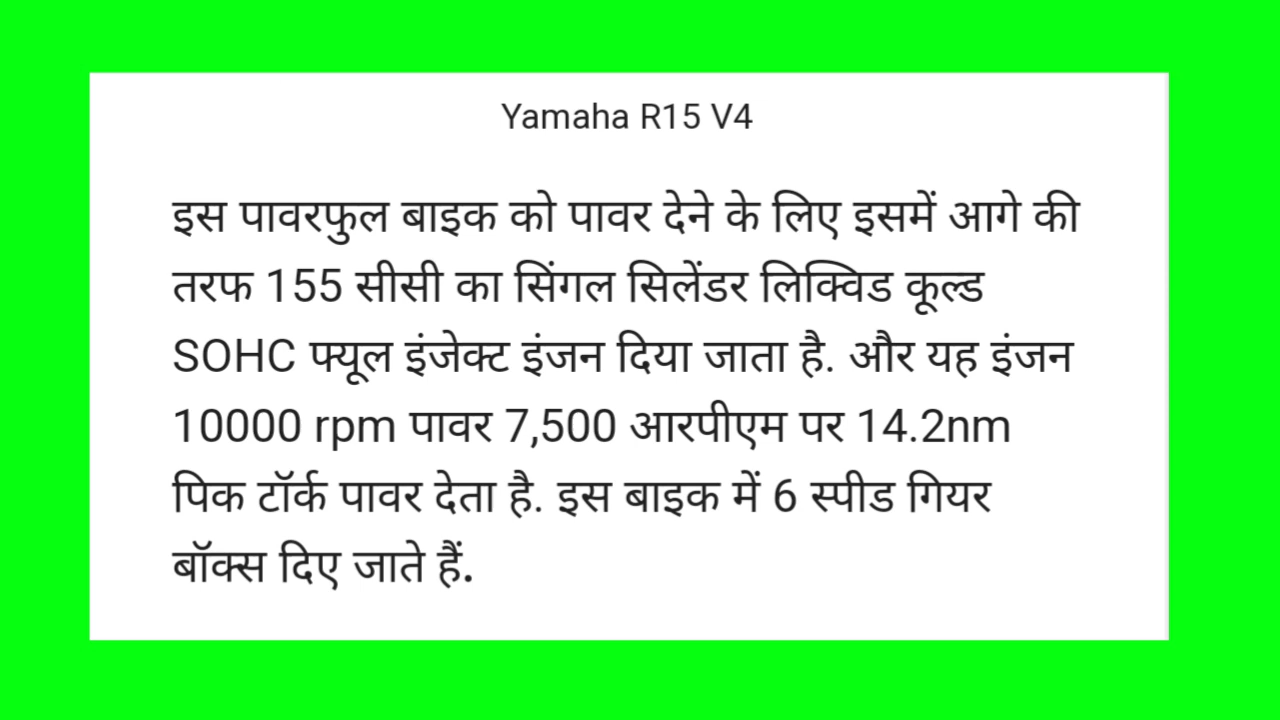 Yamaha R15 V4
इस पावरफुल बाइक को पावर देने के लिए इसमें आगे की
तरफ 155 सीसी का सिंगल सिलेंडर लिक्विड कूल्ड
SOHC फ्यूल इंजेक्ट इंजन दिया जाता है. और यह इंजन
10000 rpm पावर 7,500 आरपीएम पर 14.2nm
पिक टॉर्क पावर देता है. इस बाइक में 6 स्पीड गियर
बॉक्स दिए जाते हैं.